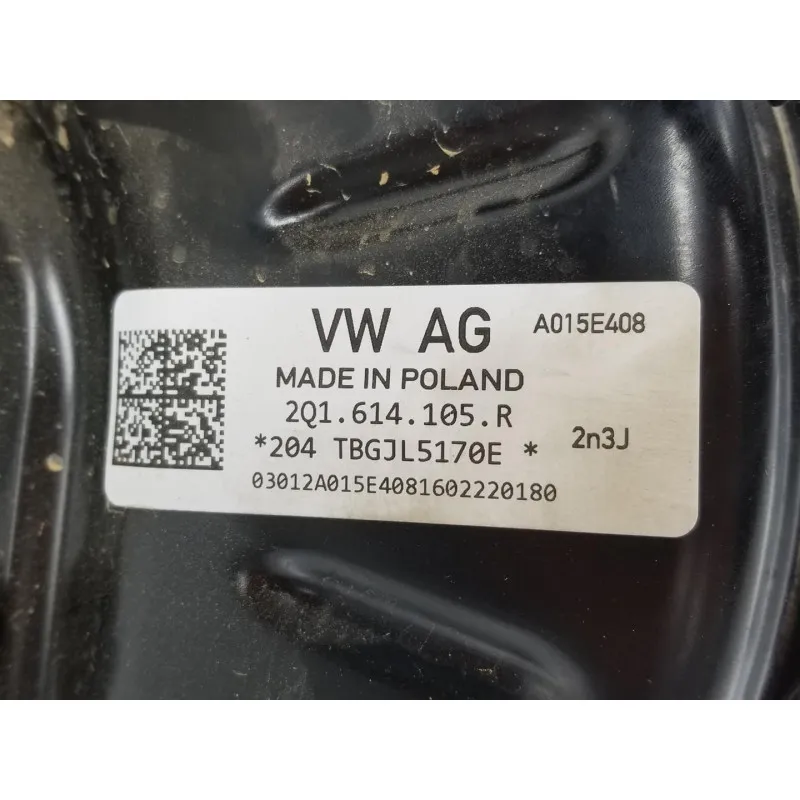 VW AG A015E408
MADE IN POLAND
2Q1.614.105.R
*204 TBGJL5170E * 2n3J
03012A015E4081602220180